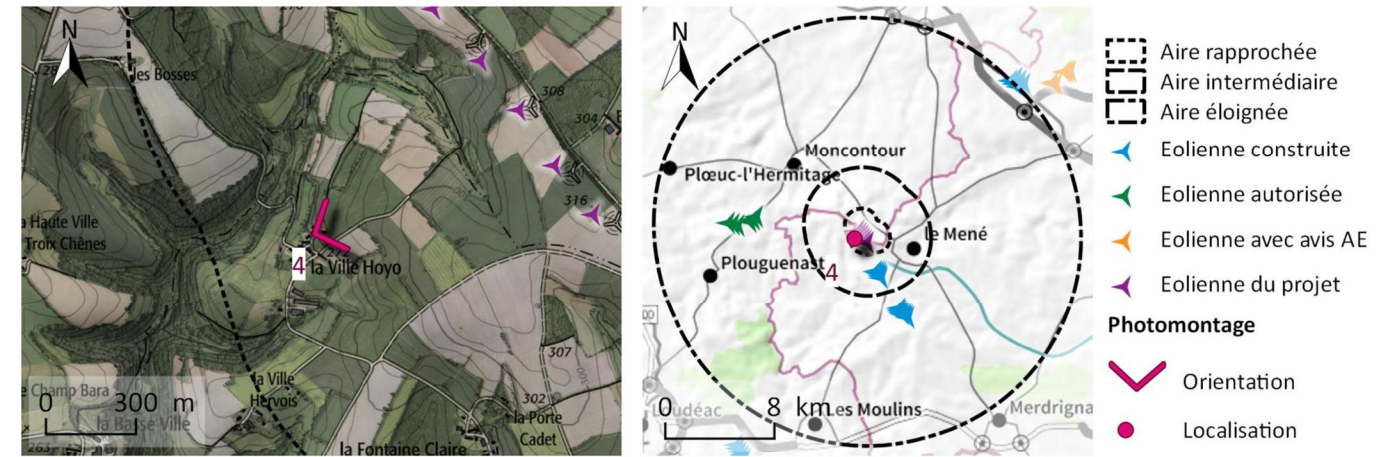 N
les Bosses
308
304
316
a Haute Ville
Troix Chênes
4
la Ville Hoyo
307
la Ville
Hervois
302
la Porte
Cadet
e Champ Bara
0 300 m
la Basse Ville
263
la Fontaine Claire
N
Moncontour
Plœuc-l'Hermitage
le Mené
Plouguenast
4
0 8 km
Les Moulins
Loudéac
Merdrigna
Aire rapprochée
Aire intermédiaire
Aire éloignée
Eolienne construite
Eolienne autorisée
Eolienne avec avis AE
Eolienne du projet
Photomontage
Orientation
Localisation